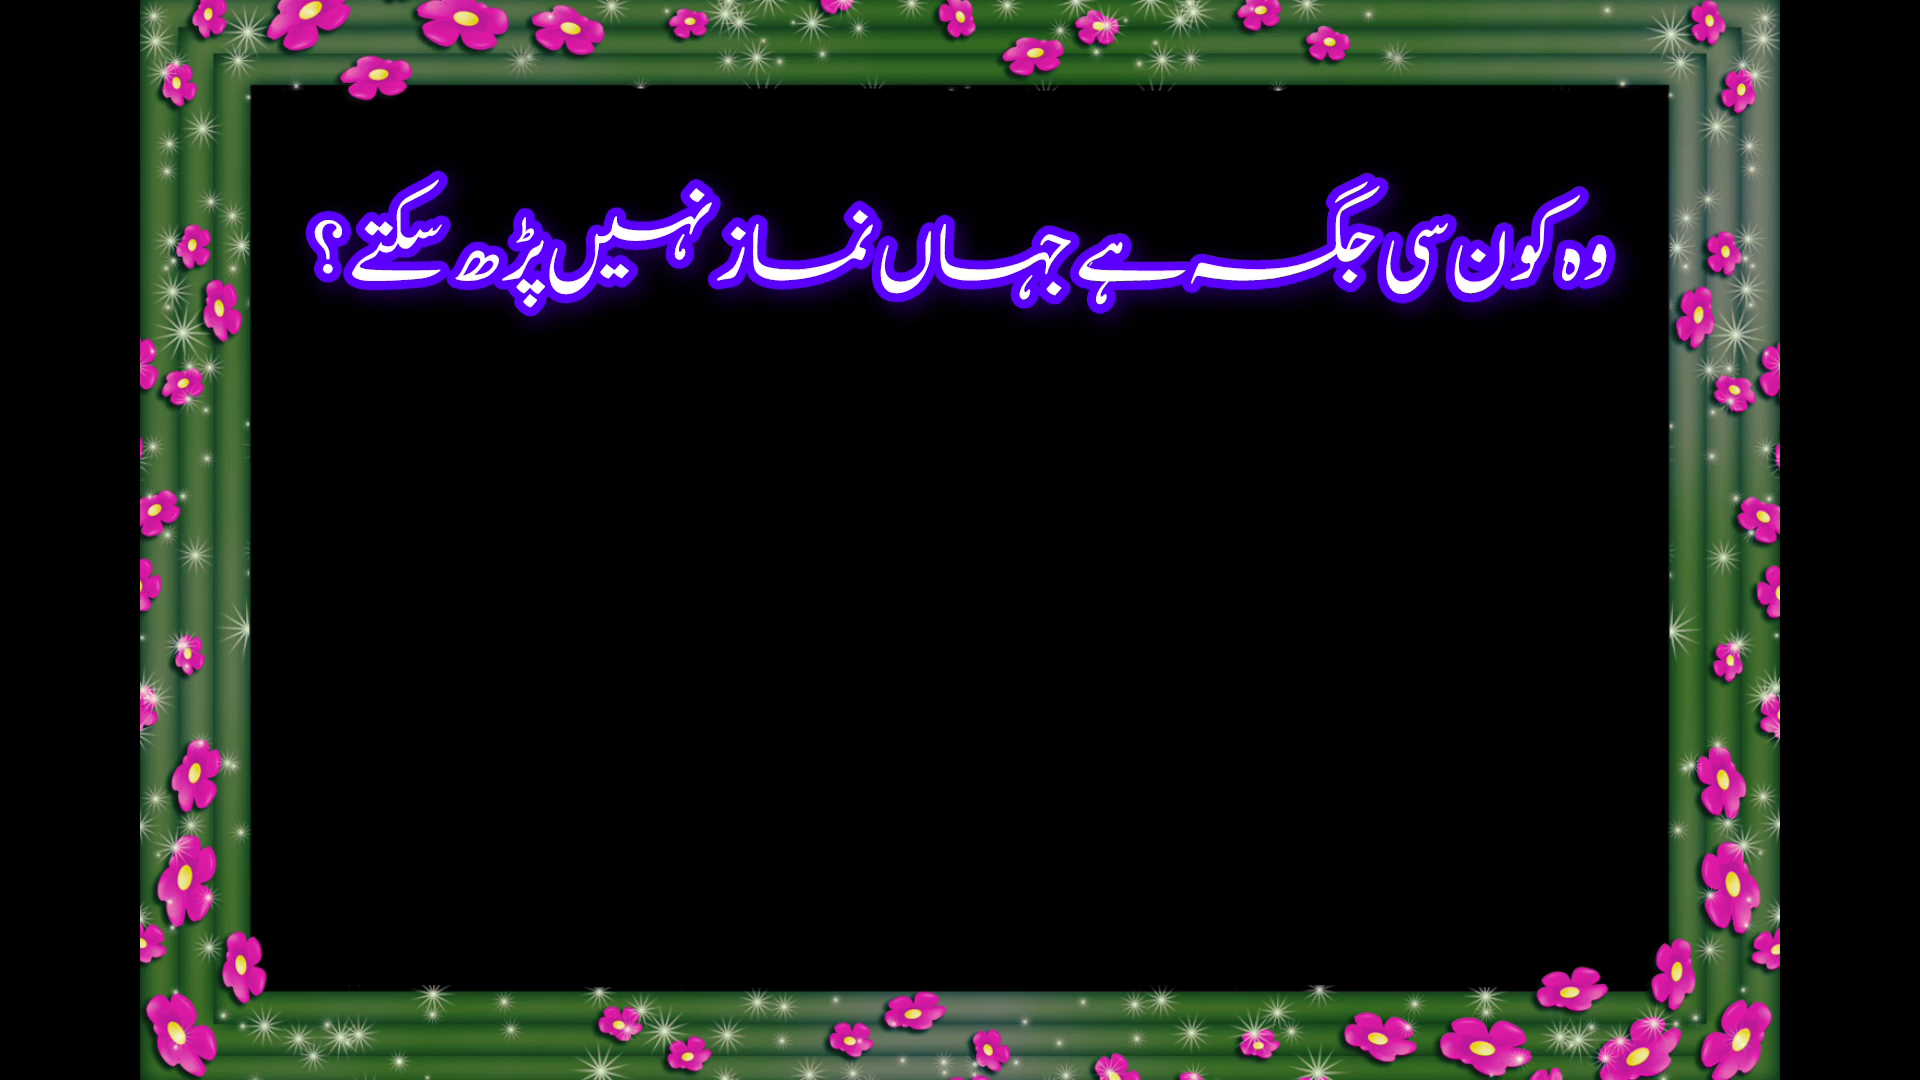 وہ کون سی جگہ ہے جہاں نماز نہیں پڑھ سکتے؟